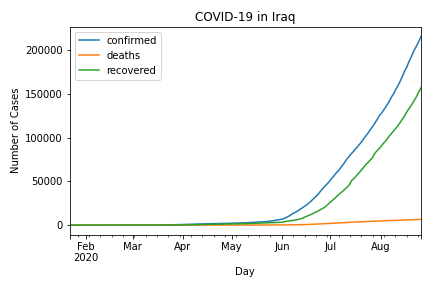 COVID-19 in Iraq
confirmed
deaths
recovered
Number of Cases
200000
150000
100000
50000
0
Feb Mar Apr May Jun Jul Aug
2020
Day